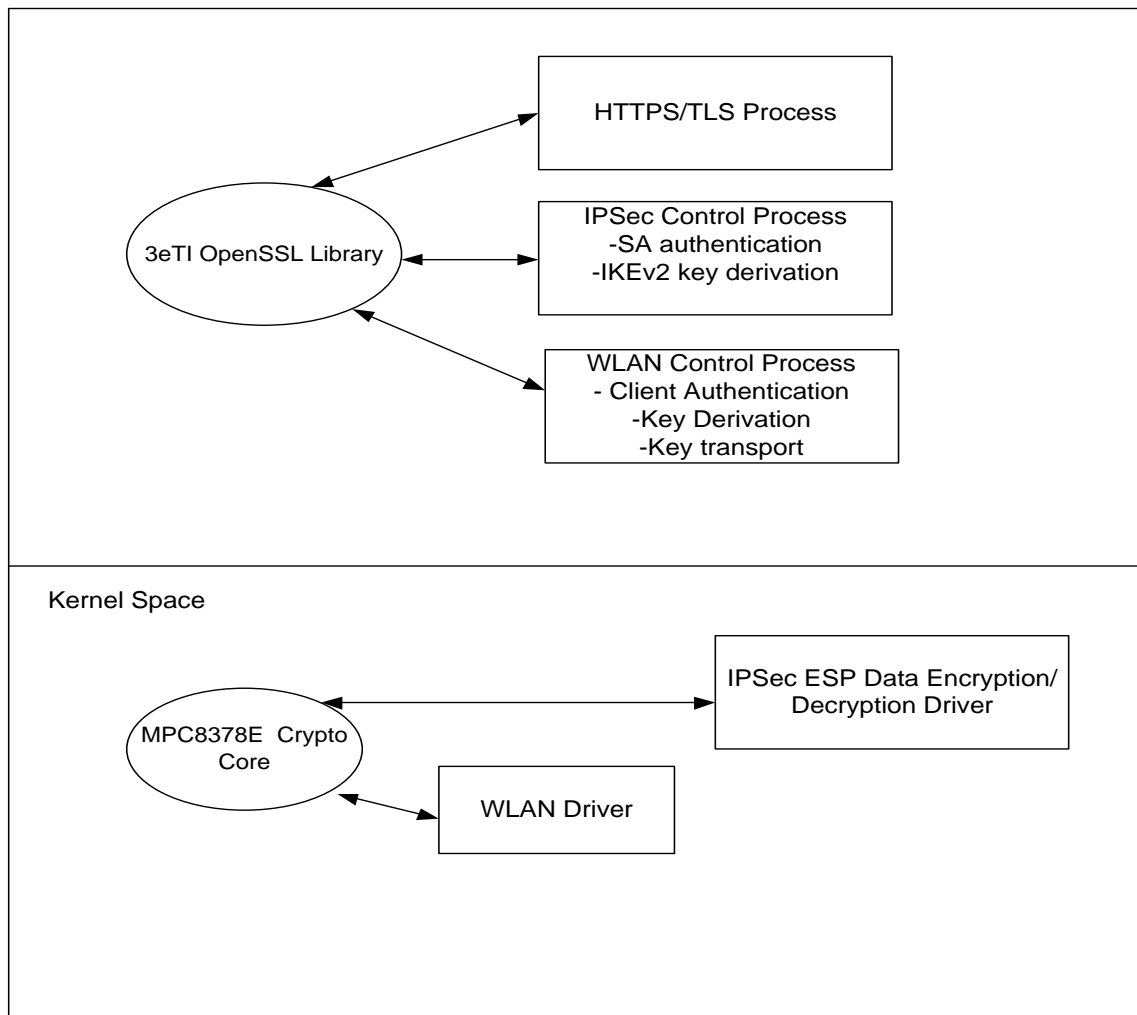 HTTPS/TLS Process
3eTI OpenSSL Library
IPSec Control Process
-SA authentication
-IKEv2 key derivation
WLAN Control Process
- Client Authentication
-Key Derivation
-Key transport
Kernel Space
IPSec ESP Data Encryption/
Decryption Driver
MPC8378E Crypto
Core
WLAN Driver